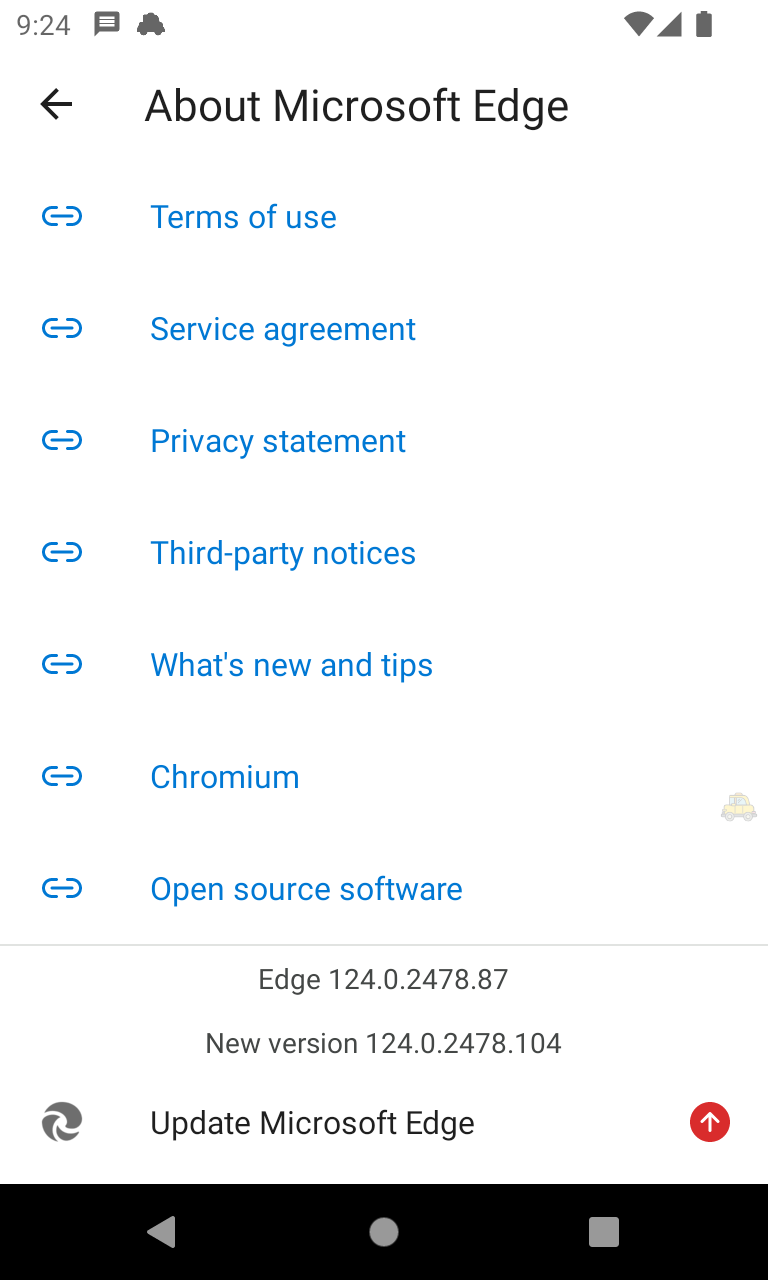 9:24
About Microsoft Edge
Terms of use
Service agreement
Privacy statement
Third-party notices
What's new and tips
Chromium
Open source software
Edge 124.0.2478.87
New version 124.0.2478.104
Update Microsoft Edge